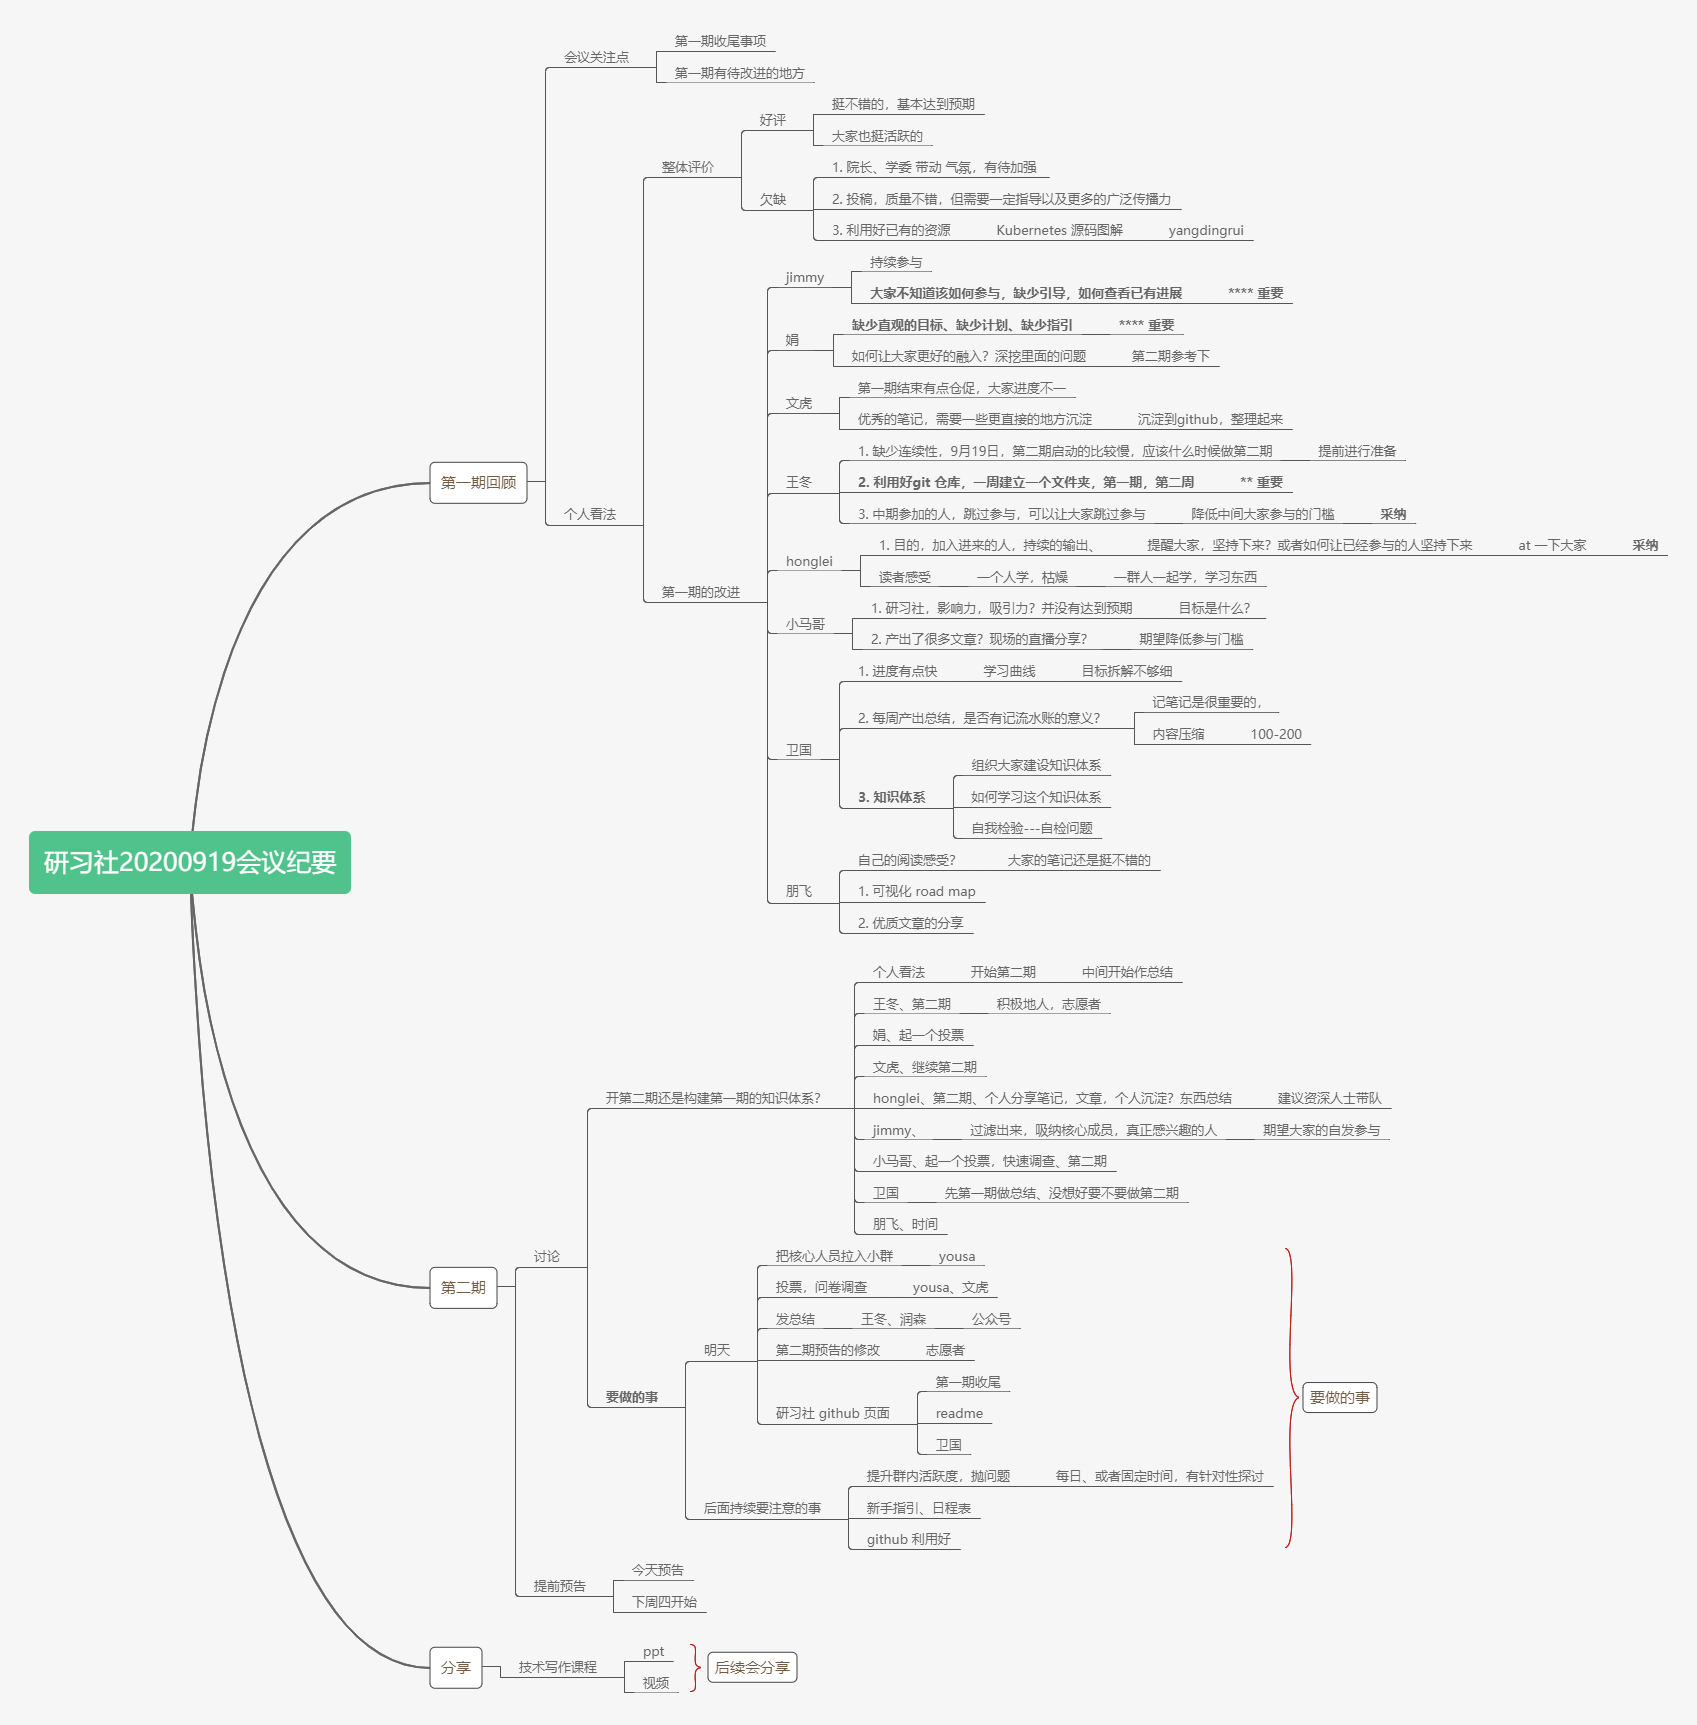 研习社20200919会议纪要
第一期回顾
会议关注点
第一期收尾事项
第一期有待改进的地方
个人看法
整体评价
好评
挺不错的，基本达到预期
大家也挺活跃的
欠缺
1. 院长、学委 带动 气氛，有待加强
2. 投稿，质量不错，但需要一定指导以及更多的广泛传播力
3. 利用好已有的资源 Kubernetes 源码图解 yangdingrui
第一期的改进
jimmy
持续参与
大家不知道该如何参与，缺少引导，如何查看已有进展 **** 重要
娟
缺少直观的目标、缺少计划、缺少指引 **** 重要
如何让大家更好的融入？深挖里面的问题 第二期参考下
文虎
第一期结束有点仓促，大家进度不一
优秀的笔记，需要一些更直接的地方沉淀 沉淀到github，整理起来
王冬
1. 缺少连续性，9月19日，第二期启动的比较慢，应该什么时候做第二期 提前进行准备
2. 利用好git 仓库，一周建立一个文件夹，第一期，第二周 ** 重要
3. 中期参加的人，跳过参与，可以让大家跳过参与 降低中间大家参与的门槛 采纳
honglei
1. 目的，加入进来的人，持续的输出、 提醒大家，坚持下来？或者如何让已经参与的人坚持下来 at 一下大家 采纳
读者感受 一个人学，枯燥 一群人一起学，学习东西
小马哥
1. 研习社，影响力，吸引力？并没有达到预期 目标是什么？
2. 产出了很多文章？现场的直播分享？ 期望降低参与门槛
卫国
1. 进度有点快 学习曲线 目标拆解不够细
2. 每周产出总结，是否有记流水账的意义？
记笔记是很重要的，
内容压缩 100-200
3. 知识体系
组织大家建设知识体系
如何学习这个知识体系
自我检验---自检问题
朋飞
自己的阅读感受？ 大家的笔记还是挺不错的
1. 可视化 road map
2. 优质文章的分享
第二期
讨论
开第二期还是构建第一期的知识体系？
个人看法 开始第二期 中间开始作总结
王冬、第二期 积极地人，志愿者
娟、起一个投票
文虎、继续第二期
honglei、第二期、个人分享笔记，文章，个人沉淀？东西总结 建议资深人士带队
jimmy、 过滤出来，吸纳核心成员，真正感兴趣的人 期望大家的自发参与
小马哥、起一个投票，快速调查、第二期
卫国 先第一期做总结、没想好要不要做第二期
朋飞、时间
要做的事
明天
把核心人员拉入小群 yousa
投票，问卷调查 yousa、文虎
发总结 王冬、润森 公众号
第二期预告的修改 志愿者
研习社 github 页面
第一期收尾
readme
卫国
后面持续要注意的事
提升群内活跃度，抛问题 每日、或者固定时间，有针对性探讨
新手指引、日程表
github 利用好
要做的事
提前预告
今天预告
下周四开始
分享
技术写作课程
ppt
视频
后续会分享